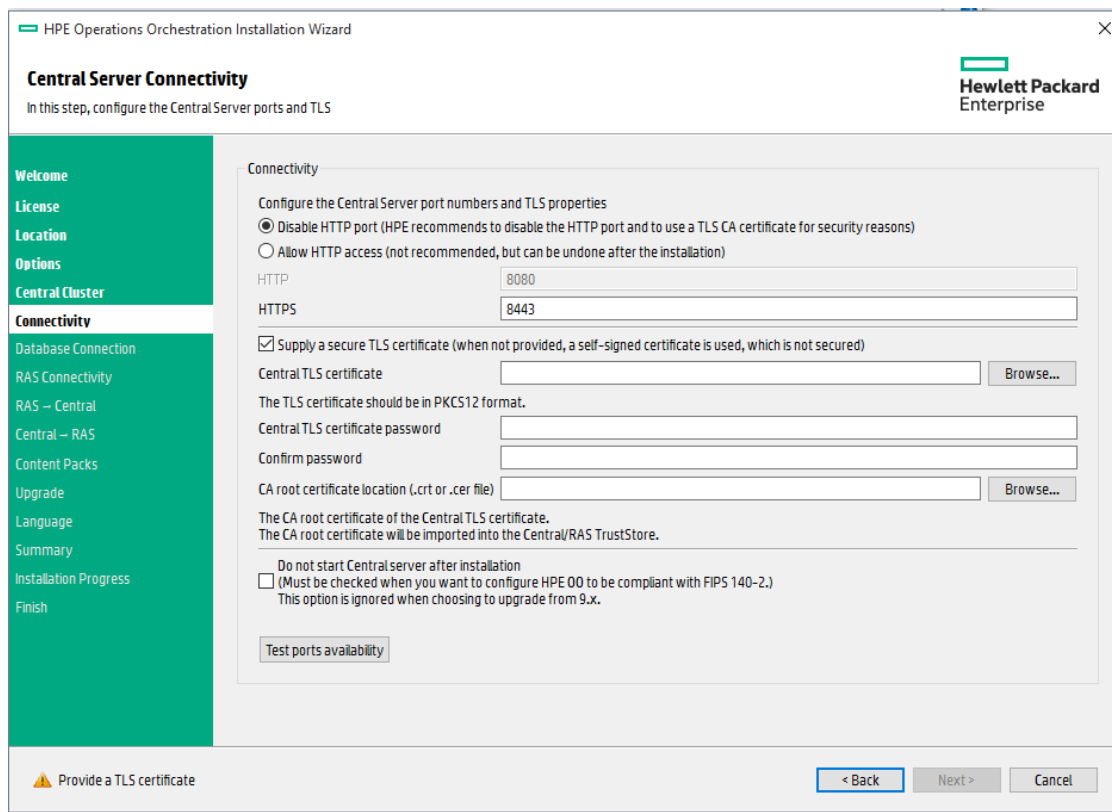 HPE Operations Orchestration Installation Wizard
Central Server Connectivity
In this step, configure the Central Server ports and TLS
Hewlett Packard
Enterprise
Welcome
License
Location
Options
Central Cluster
Connectivity
Database Connection
RAS Connectivity
RAS – Central
Central – RAS
Content Packs
Upgrade
Language
Summary
Installation Progress
Finish
Connectivity
Configure the Central Server port numbers and TLS properties
Disable HTTP port (HPE recommends to disable the HTTP port and to use a TLS CA certificate for security reasons)
Allow HTTP access (not recommended, but can be undone after the installation)
HTTP 8080
HTTPS 8443
Supply a secure TLS certificate (when not provided, a self-signed certificate is used, which is not secured)
Central TLS certificate Browse...
The TLS certificate should be in PKCS12 format.
Central TLS certificate password
Confirm password
CA root certificate location (.crt or .cer file) Browse...
The CA root certificate of the Central TLS certificate.
The CA root certificate will be imported into the Central/RAS TrustStore.
Do not start Central server after installation
(Must be checked when you want to configure HPE OO to be compliant with FIPS 140-2.)
This option is ignored when choosing to upgrade from 9.x.
Test ports availability
Provide a TLS certificate
< Back Next > Cancel